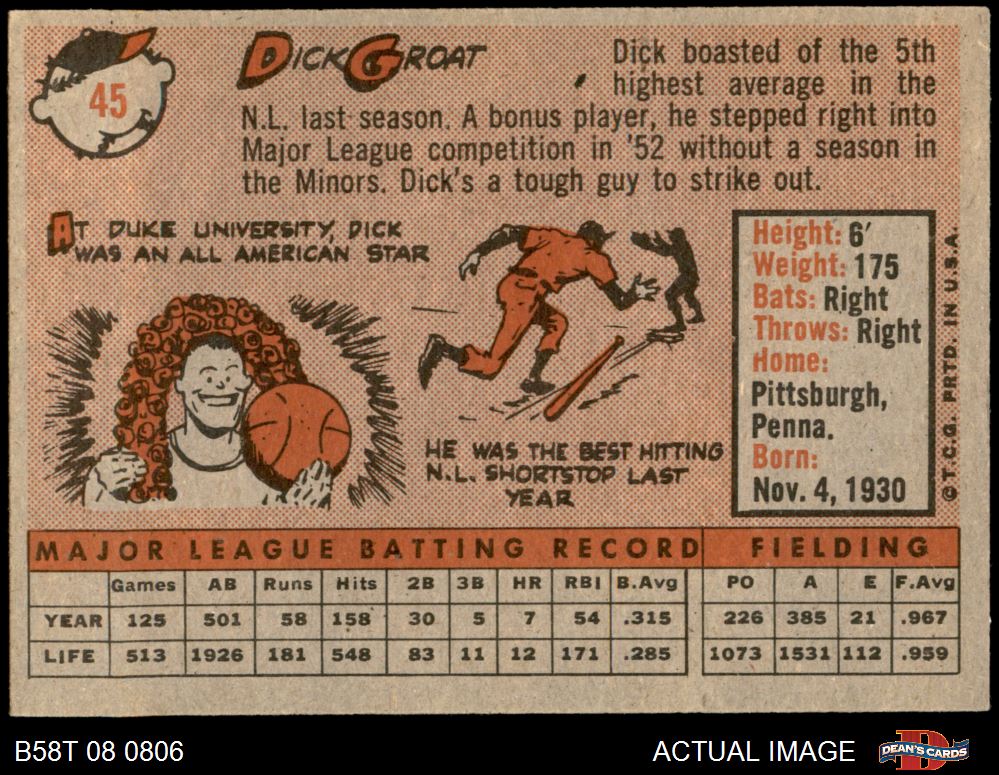 45
DICK GROAT
Dick boasted of the 5th
highest average in the
N.L. last season. A bonus player, he stepped right into
Major League competition in '52 without a season in
the Minors. Dick's a tough guy to strike out.
AT DUKE UNIVERSITY, DICK
WAS AN ALL AMERICAN STAR
HE WAS THE BEST HITTING
N.L. SHORTSTOP LAST
YEAR
Height: 6'
Weight: 175
Bats: Right
Throws: Right
Home:
Pittsburgh,
Penna.
Born:
Nov. 4, 1930
©T.C.G. PRTD. IN U.S.A.
MAJOR LEAGUE BATTING RECORD FIELDING
Games AB Runs Hits 2B 3B HR RBI B.Avg PO A E F.Avg
YEAR 125 501 58 158 30 5 7 54 .315 226 385 21 .967
LIFE 513 1926 181 548 83 11 12 171 .285 1073 1531 112 .959
B58T 08 0806 ACTUAL IMAGE D DEAN'S CARDS